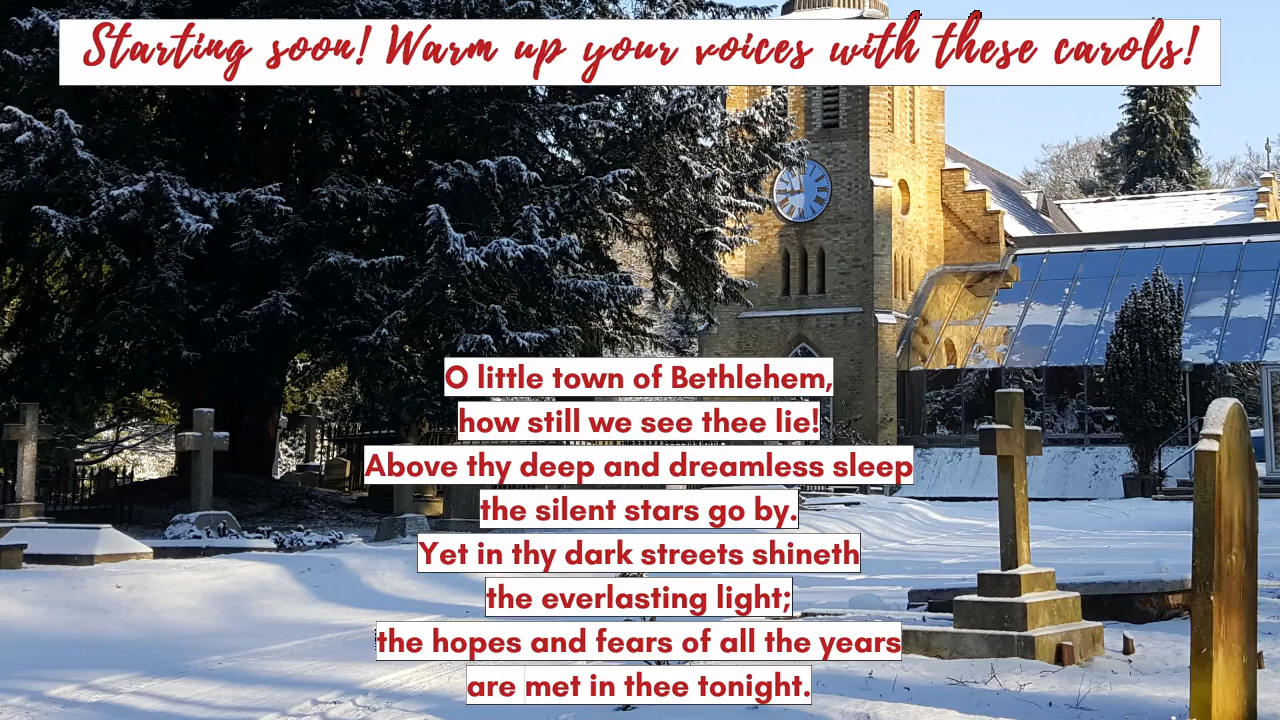 Starting soon! Warm up your voices with these carols!
O little town of Bethlehem,
how still we see thee lie!
Above thy deep and dreamless sleep
the silent stars go by.
Yet in thy dark streets shineth
the everlasting light;
the hopes and fears of all the years
are met in thee tonight.